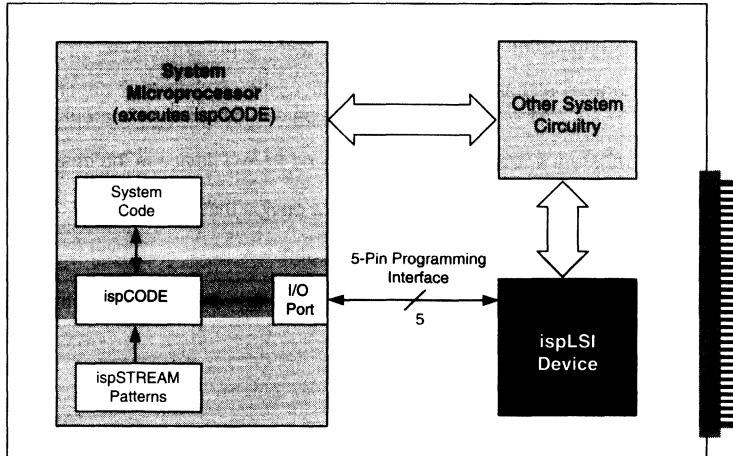 System
Microprocessor
(executes ispCODE)
Other System
Circuitry
System
Code
5-Pin Programming
Interface
ispCODE
I/O
Port
5
ispLSI
Device
ispSTREAM
Patterns